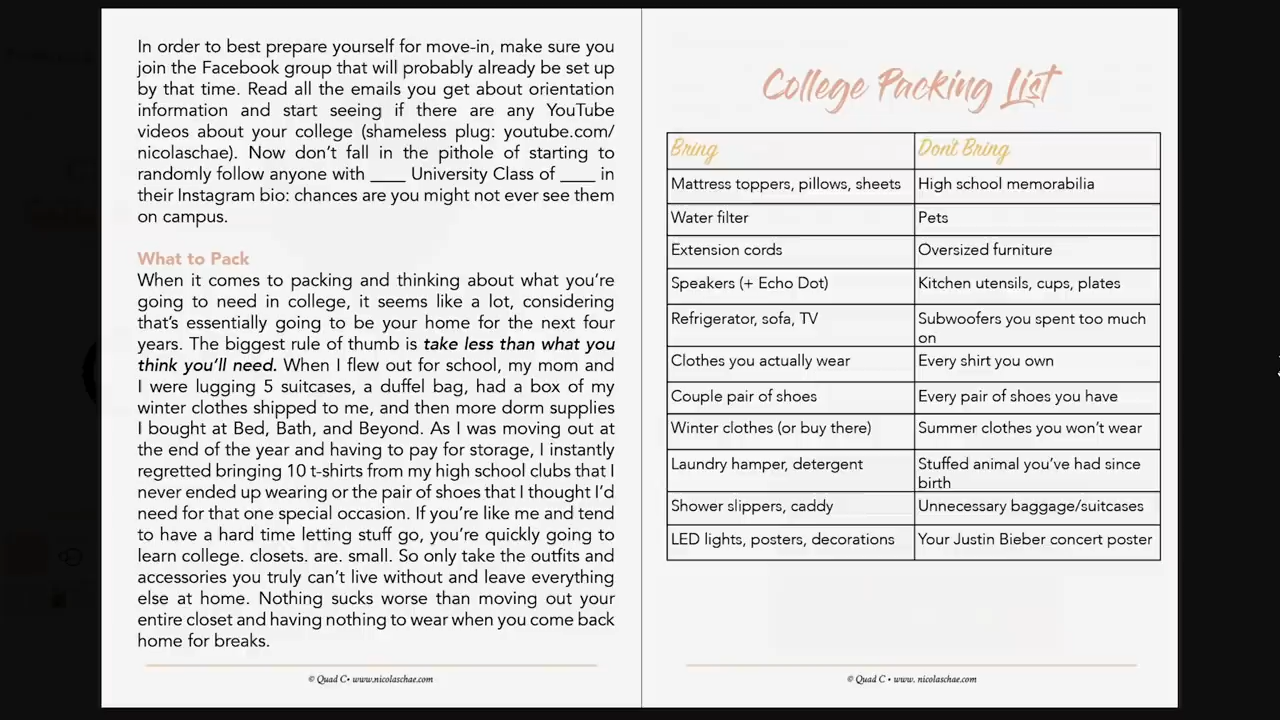 In order to best prepare yourself for move-in, make sure you
join the Facebook group that will probably already be set up
by that time. Read all the emails you get about orientation
information and start seeing if there are any YouTube
videos about your college (shameless plug: youtube.com/
nicolaschae). Now don't fall in the pithole of starting to
randomly follow anyone with ____ University Class of ____ in
their Instagram bio: chances are you might not ever see them
on campus.
What to Pack
When it comes to packing and thinking about what you're
going to need in college, it seems like a lot, considering
that's essentially going to be your home for the next four
years. The biggest rule of thumb is take less than what you
think you'll need. When I flew out for school, my mom and
I were lugging 5 suitcases, a duffel bag, had a box of my
winter clothes shipped to me, and then more dorm supplies
I bought at Bed, Bath, and Beyond. As I was moving out at
the end of the year and having to pay for storage, I instantly
regretted bringing 10 t-shirts from my high school clubs that I
never ended up wearing or the pair of shoes that I thought I'd
need for that one special occasion. If you're like me and tend
to have a hard time letting stuff go, you're quickly going to
learn college. closets. are. small. So only take the outfits and
accessories you truly can't live without and leave everything
else at home. Nothing sucks worse than moving out your
entire closet and having nothing to wear when you come back
home for breaks.
© Quad C• www.nicolaschae.com
College Packing List
Bring Don't Bring
Mattress toppers, pillows, sheets High school memorabilia
Water filter Pets
Extension cords Oversized furniture
Speakers (+ Echo Dot) Kitchen utensils, cups, plates
Refrigerator, sofa, TV Subwoofers you spent too much
on
Clothes you actually wear Every shirt you own
Couple pair of shoes Every pair of shoes you have
Winter clothes (or buy there) Summer clothes you won't wear
Laundry hamper, detergent Stuffed animal you've had since
birth
Shower slippers, caddy Unnecessary baggage/suitcases
LED lights, posters, decorations Your Justin Bieber concert poster
© Quad C • www. nicolaschae.com